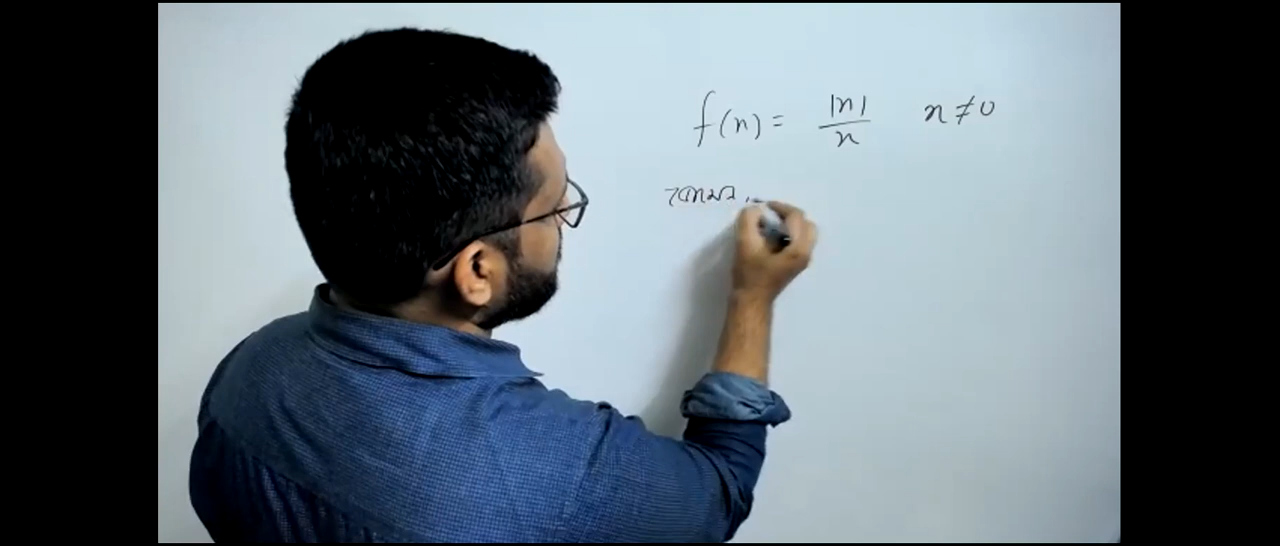 f(n) = |n|/n n ≠ 0